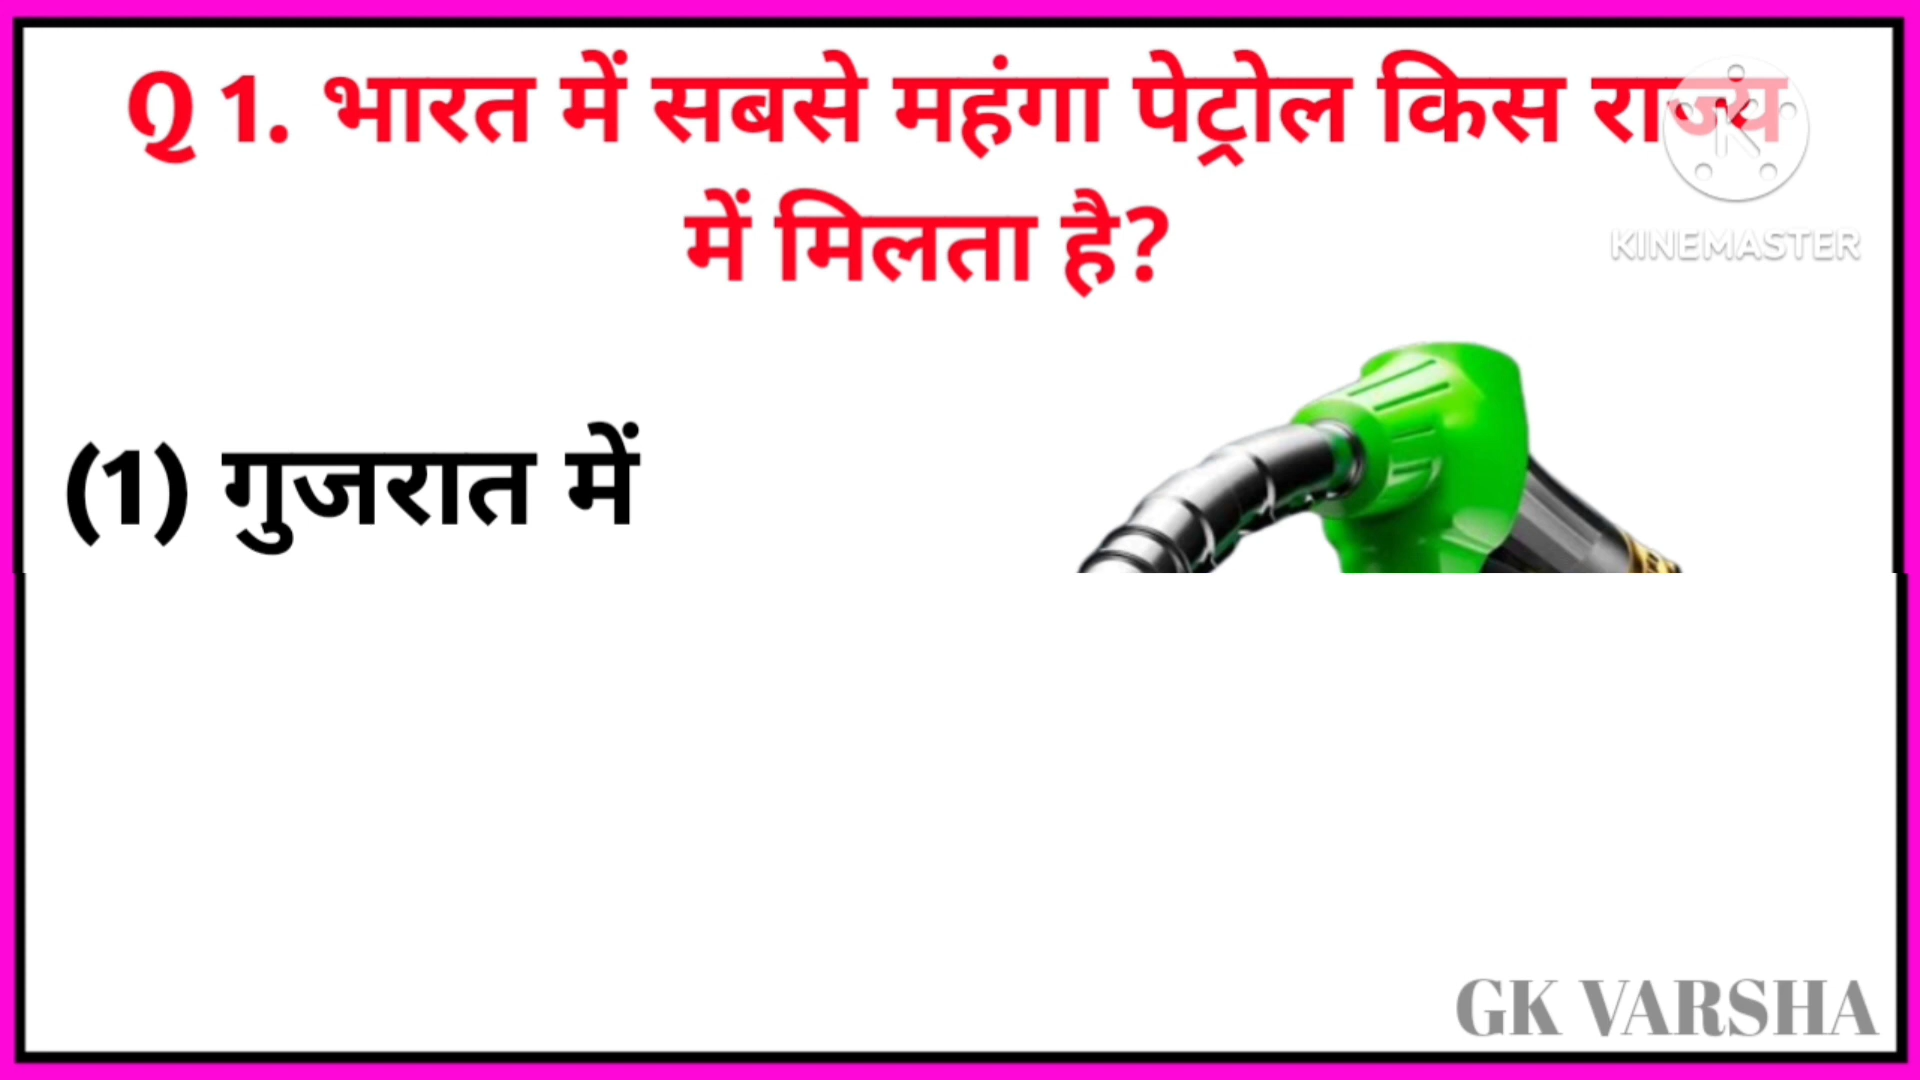 Q 1. भारत में सबसे महंगा पेट्रोल किस राज्य
में मिलता है?
KINEMASTER
(1) गुजरात में
GK VARSHA